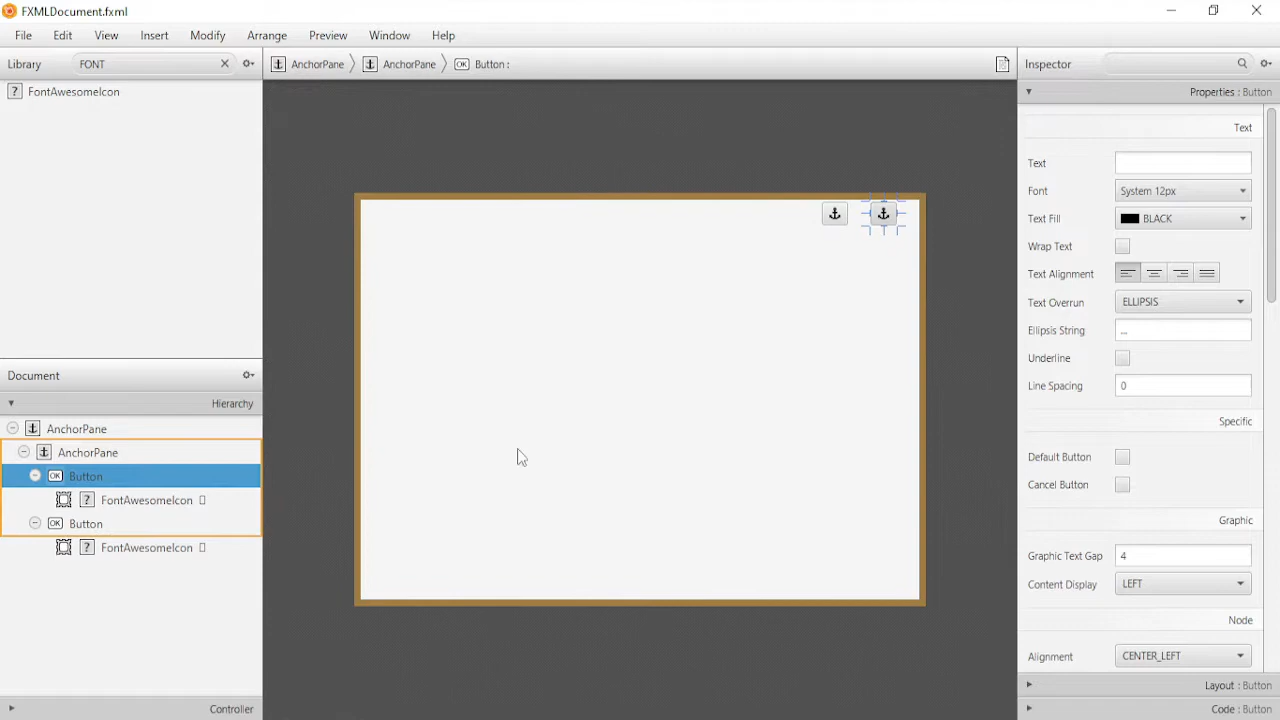 FXMLDocument.fxml
File Edit View Insert Arrange Modify Preview Window Help
Library FONT
FontAwesomeIcon
AnchorPane AnchorPane Button :
Document
Hierarchy
AnchorPane
AnchorPane
OK Button
? FontAwesomeIcon
OK Button
? FontAwesomeIcon
Controller
Inspector
Properties : Button
Text
Text
Font System 12px
Text Fill BLACK
Wrap Text
Text Alignment
Text Overrun ELLIPSIS
Ellipsis String ...
Underline
Line Spacing 0
Specific
Default Button
Cancel Button
Graphic
Graphic Text Gap 4
Content Display LEFT
Node
Alignment CENTER_LEFT
Layout : Button
Code : Button